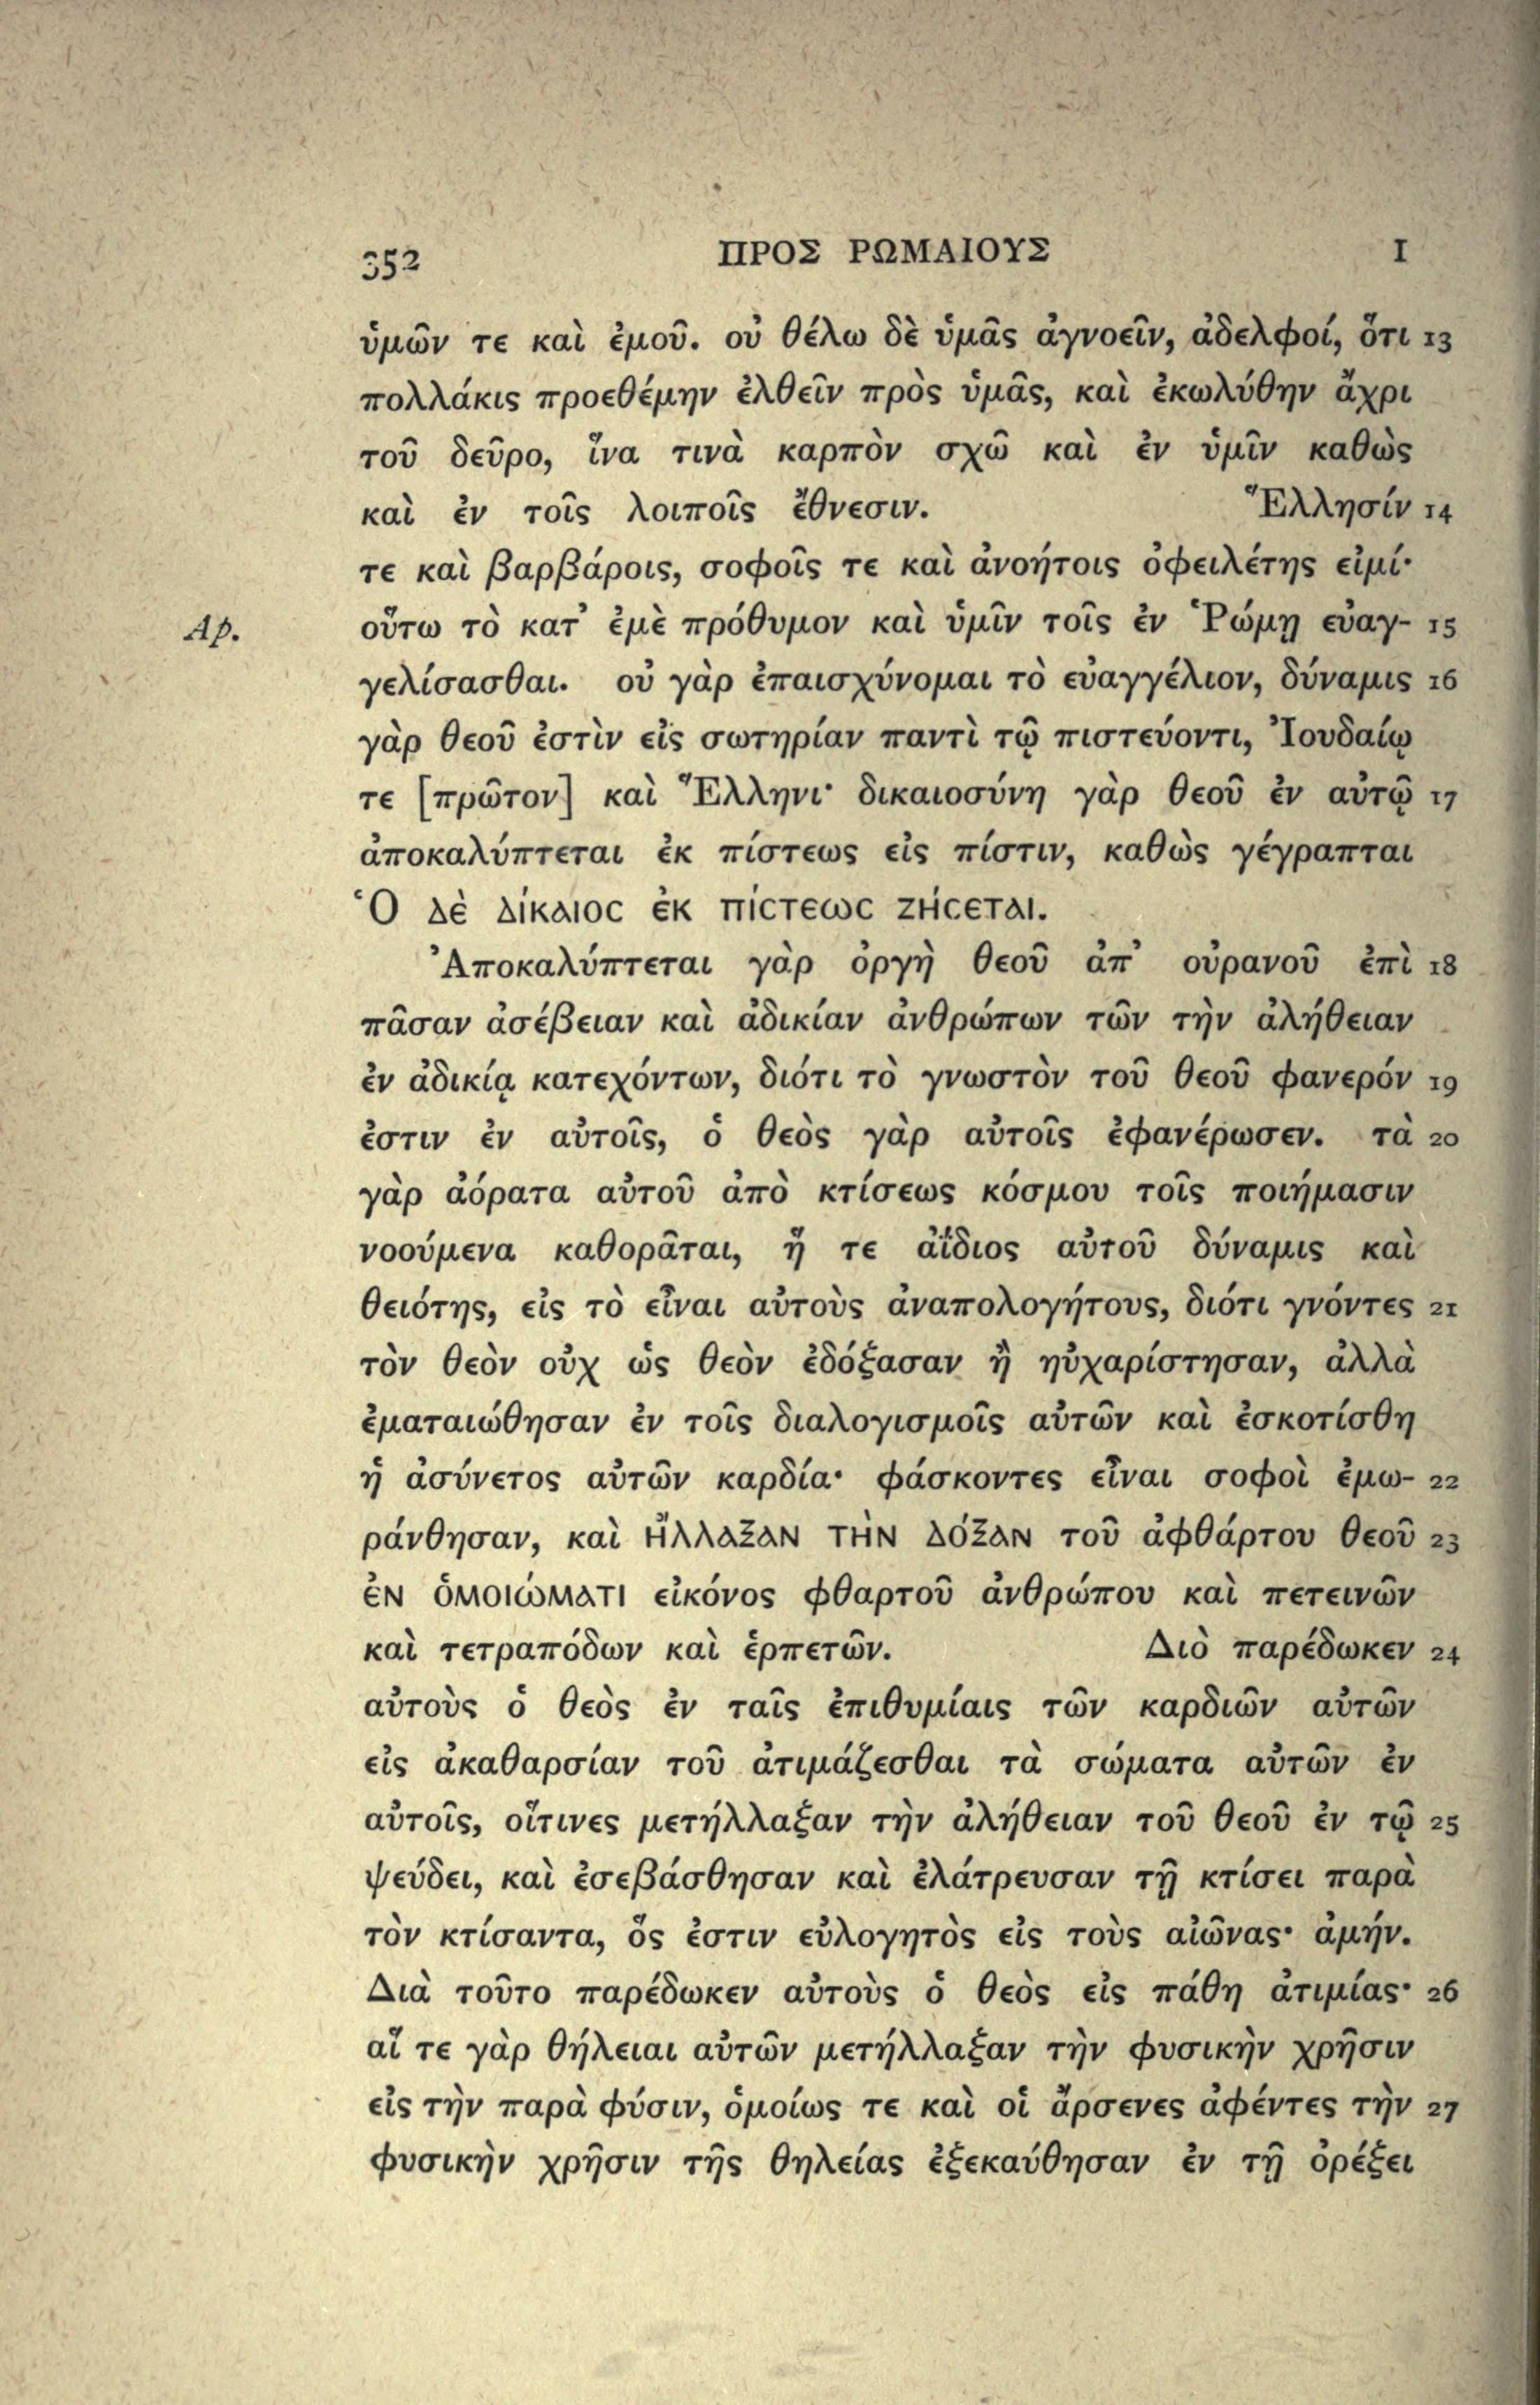 352 ΠΡΟΣ ΡΩΜΑΙΟΥΣ I
ὑμῶν τε καὶ ἐμοῦ. οὐ θέλω δὲ ὑμᾶς ἀγνοεῖν, ἀδελφοί, ὅτι 13
πολλάκις προεθέμην ἐλθεῖν πρὸς ὑμᾶς, καὶ ἐκωλύθην ἄχρι
τοῦ δεῦρο, ἵνα τινὰ καρπὸν σχῶ καὶ ἐν ὑμῖν καθὼς
καὶ ἐν τοῖς λοιποῖς ἔθνεσιν. Ἕλλησίν 14
τε καὶ βαρβάροις, σοφοῖς τε καὶ ἀνοήτοις ὀφειλέτης εἰμί·
Ap. οὕτω τὸ κατ᾿ ἐμὲ πρόθυμον καὶ ὑμῖν τοῖς ἐν Ῥώμῃ εὐαγ- 15
γελίσασθαι. οὐ γὰρ ἐπαισχύνομαι τὸ εὐαγγέλιον, δύναμις 16
γὰρ θεοῦ ἐστὶν εἰς σωτηρίαν παντὶ τῷ πιστεύοντι, Ἰουδαίῳ
τε [πρῶτον] καὶ Ἕλληνι· δικαιοσύνη γὰρ θεοῦ ἐν αὐτῷ 17
ἀποκαλύπτεται ἐκ πίστεως εἰς πίστιν, καθὼς γέγραπται
Ὁ δὲ δίκαιος ἐκ πίστεως ζήσεται.
Ἀποκαλύπτεται γὰρ ὀργὴ θεοῦ ἀπ᾿ οὐρανοῦ ἐπὶ 18
πᾶσαν ἀσέβειαν καὶ ἀδικίαν ἀνθρώπων τῶν τὴν ἀλήθειαν
ἐν ἀδικίᾳ κατεχόντων, διότι τὸ γνωστὸν τοῦ θεοῦ φανερόν 19
ἐστιν ἐν αὐτοῖς, ὁ θεὸς γὰρ αὐτοῖς ἐφανέρωσεν. τὰ 20
γὰρ ἀόρατα αὐτοῦ ἀπὸ κτίσεως κόσμου τοῖς ποιήμασιν
νοούμενα καθορᾶται, ἥ τε ἀΐδιος αὐτοῦ δύναμις καὶ
θειότης, εἰς τὸ εἶναι αὐτοὺς ἀναπολογήτους, διότι γνόντες 21
τὸν θεὸν οὐχ ὡς θεὸν ἐδόξασαν ἢ ηὐχαρίστησαν, ἀλλὰ
ἐματαιώθησαν ἐν τοῖς διαλογισμοῖς αὐτῶν καὶ ἐσκοτίσθη
ἡ ἀσύνετος αὐτῶν καρδία· φάσκοντες εἶναι σοφοὶ ἐμω- 22
ράνθησαν, καὶ ἤλλαξαν τὴν δόξαν τοῦ ἀφθάρτου θεοῦ 23
ἐν ὁμοιώματι εἰκόνος φθαρτοῦ ἀνθρώπου καὶ πετεινῶν
καὶ τετραπόδων καὶ ἑρπετῶν. Διὸ παρέδωκεν 24
αὐτοὺς ὁ θεὸς ἐν ταῖς ἐπιθυμίαις τῶν καρδιῶν αὐτῶν
εἰς ἀκαθαρσίαν τοῦ ἀτιμάζεσθαι τὰ σώματα αὐτῶν ἐν
αὐτοῖς, οἵτινες μετήλλαξαν τὴν ἀλήθειαν τοῦ θεοῦ ἐν τῷ 25
ψεύδει, καὶ ἐσεβάσθησαν καὶ ἐλάτρευσαν τῇ κτίσει παρὰ
τὸν κτίσαντα, ὅς ἐστιν εὐλογητὸς εἰς τοὺς αἰῶνας· ἀμήν.
Διὰ τοῦτο παρέδωκεν αὐτοὺς ὁ θεὸς εἰς πάθη ἀτιμίας· 26
αἵ τε γὰρ θήλειαι αὐτῶν μετήλλαξαν τὴν φυσικὴν χρῆσιν
εἰς τὴν παρὰ φύσιν, ὁμοίως τε καὶ οἱ ἄρσενες ἀφέντες τὴν 27
φυσικὴν χρῆσιν τῆς θηλείας ἐξεκαύθησαν ἐν τῇ ὀρέξει